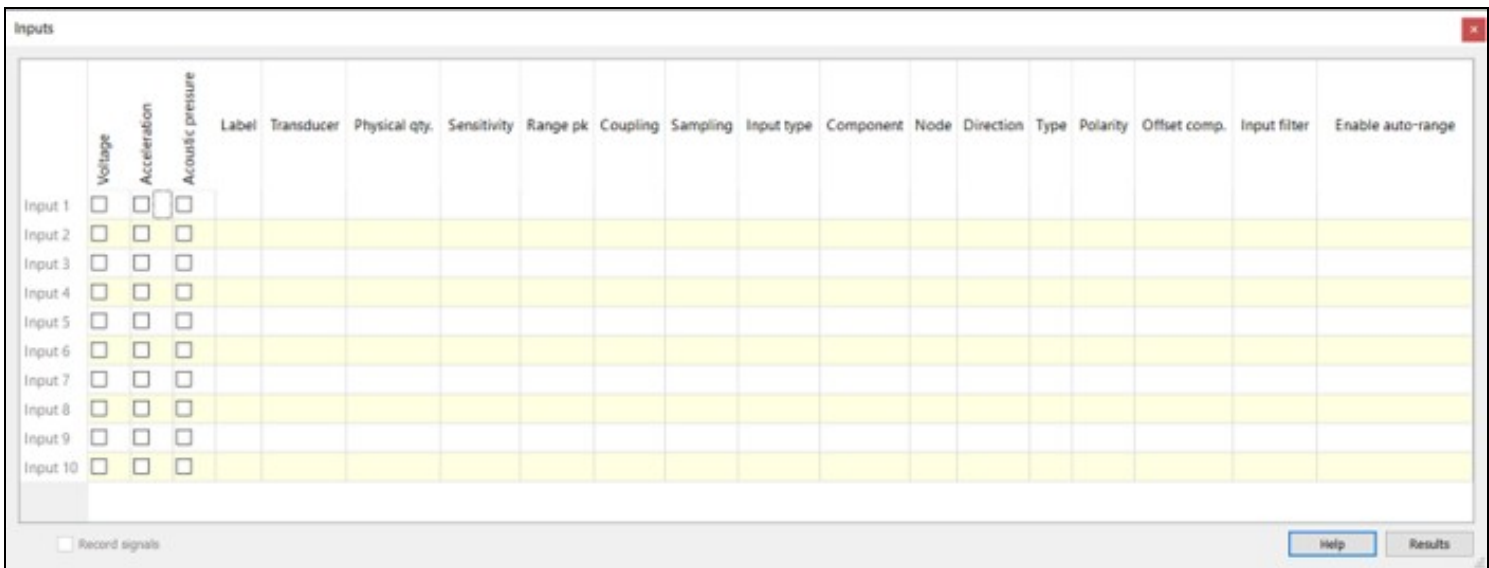 Inputs
Voltage Acceleration Acoustic pressure Label Transducer Physical qty. Sensitivity Range pk Coupling Sampling Input type Component Node Direction Type Polarity Offset comp. Input filter Enable auto-range
Input 1
Input 2
Input 3
Input 4
Input 5
Input 6
Input 7
Input 8
Input 9
Input 10
Record signals Help Results